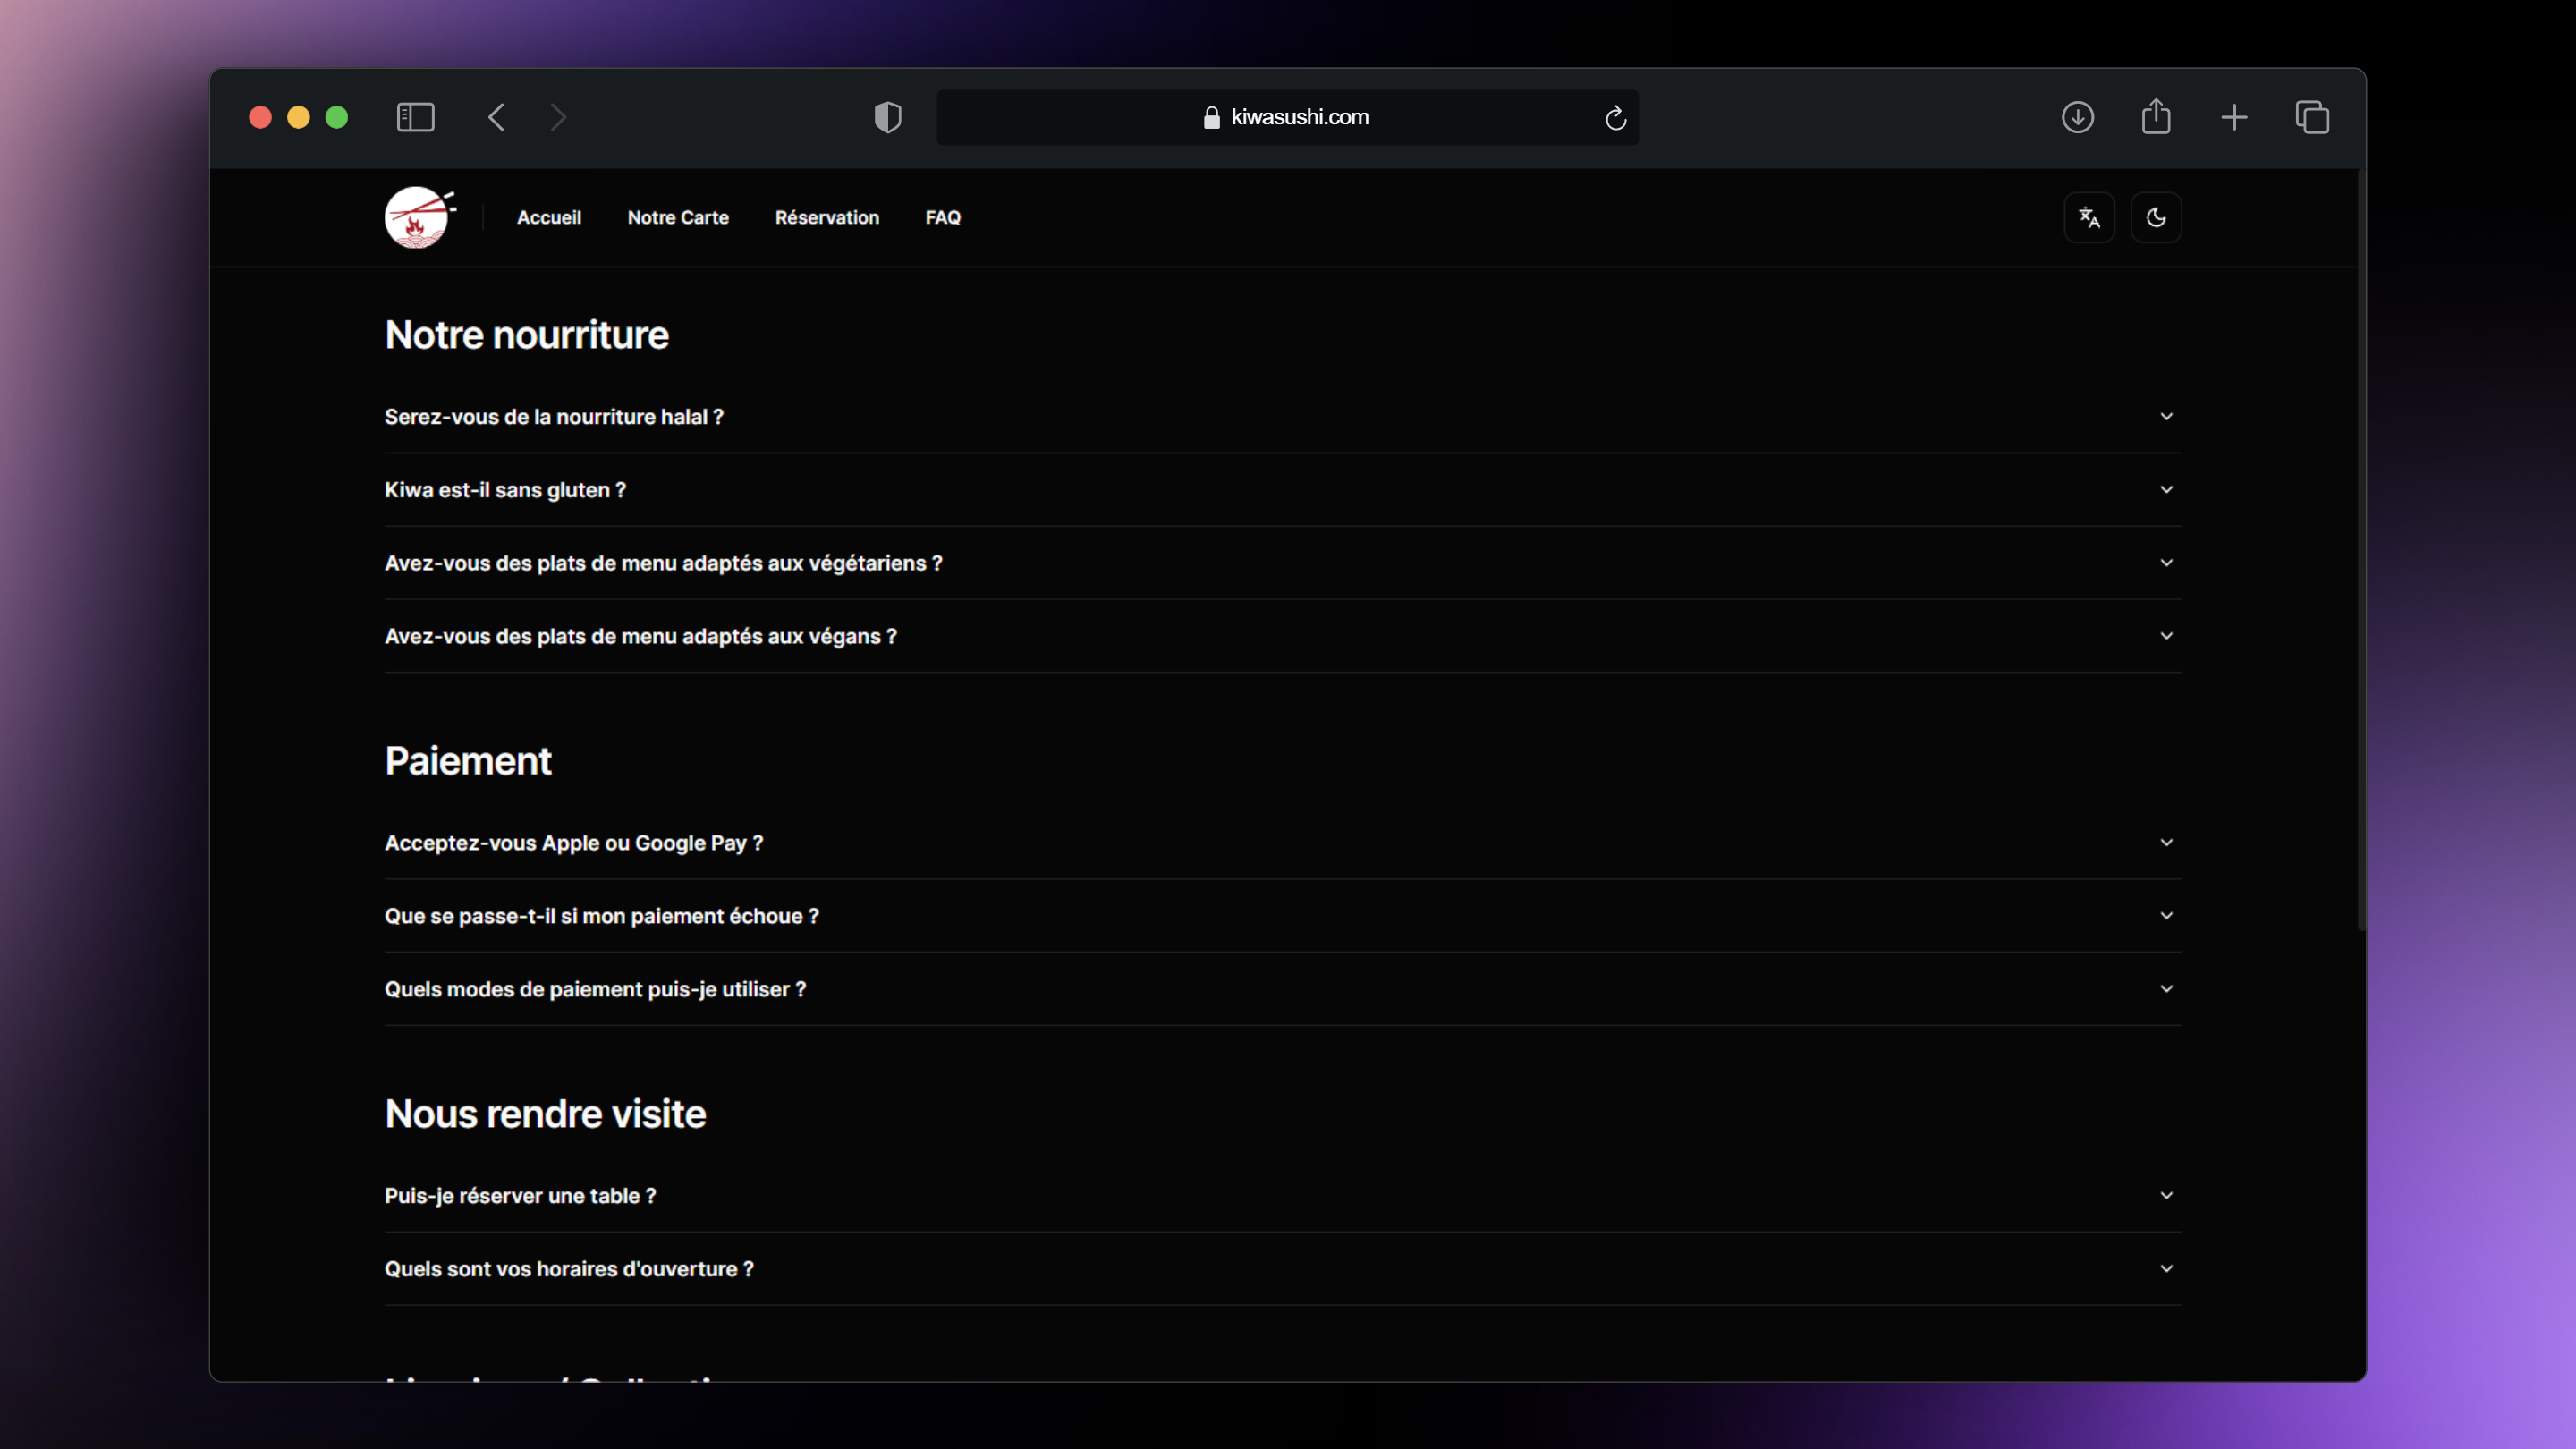 kiwasushi.com
Accueil
Notre Carte
Réservation
FAQ
Notre nourriture
Serez-vous de la nourriture halal ?
Kiwa est-il sans gluten ?
Avez-vous des plats de menu adaptés aux végétariens ?
Avez-vous des plats de menu adaptés aux végans ?
Paiement
Acceptez-vous Apple ou Google Pay ?
Que se passe-t-il si mon paiement échoue ?
Quels modes de paiement puis-je utiliser ?
Nous rendre visite
Puis-je réserver une table ?
Quels sont vos horaires d'ouverture ?